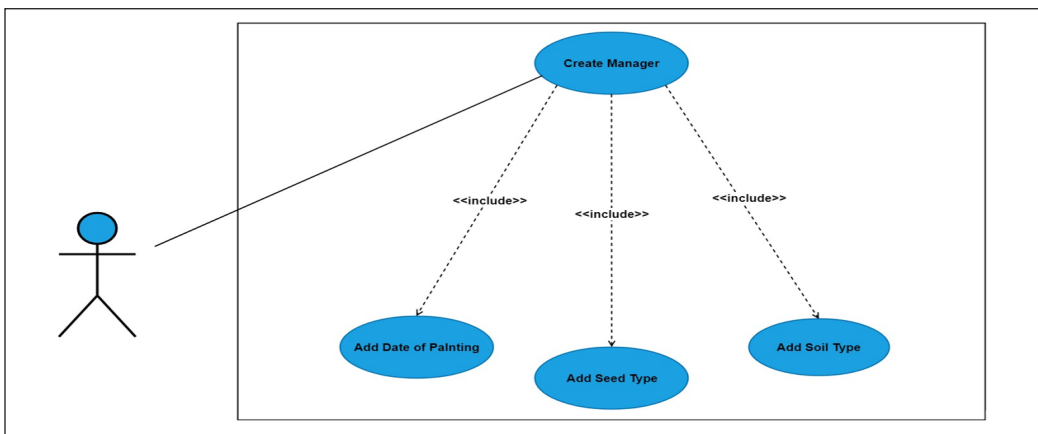 Create Manager
<<include>>
<<include>>
<<include>>
Add Date of Palnting
Add Seed Type
Add Soil Type